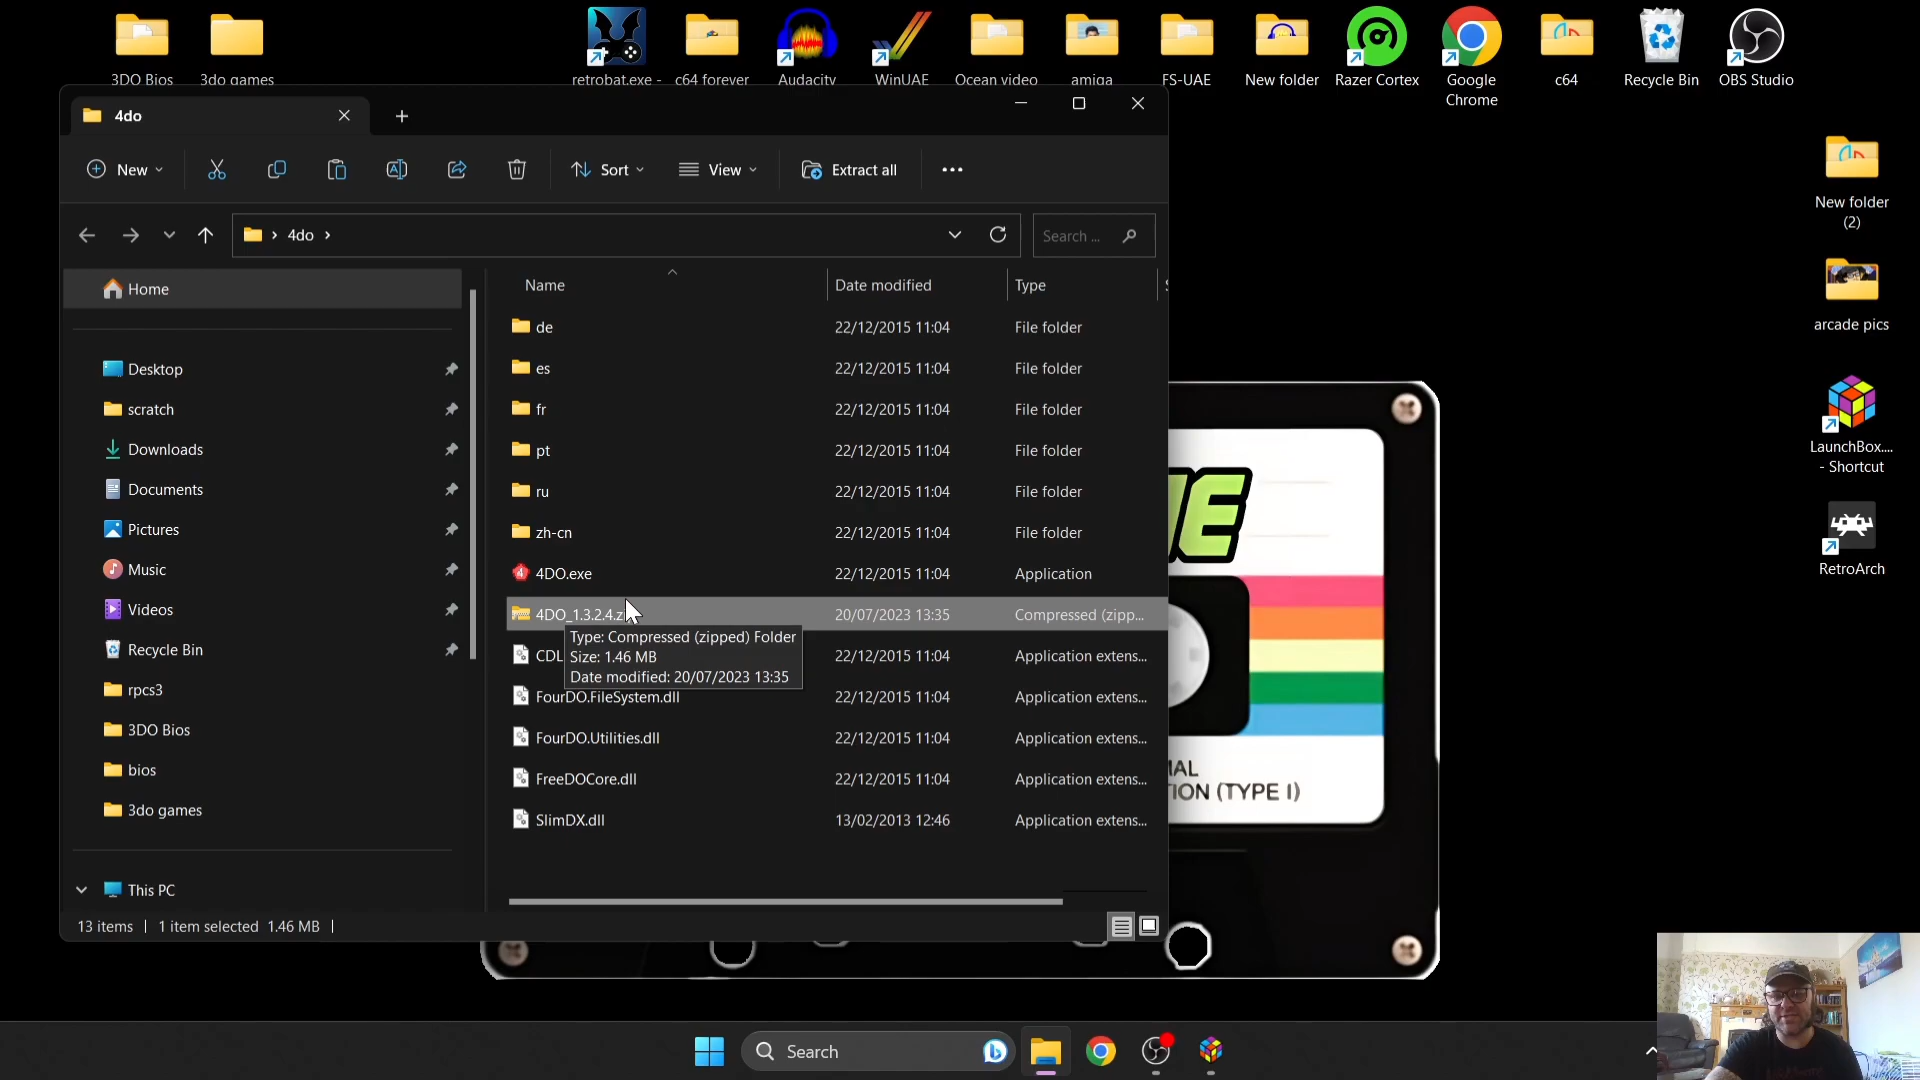 3DO Bios
3do games
retrobat.exe -
c64 forever
Audacity
WinUAE
Ocean video
amiga
FS-UAE
New folder
Razer Cortex
Google
Chrome
c64
Recycle Bin
OBS Studio
4do
New
Sort
View
Extract all
4do
Search ...
Home
Desktop
scratch
Downloads
Documents
Pictures
Music
Videos
Recycle Bin
rpcs3
3DO Bios
bios
3do games
This PC
Name
Date modified
Type
de
22/12/2015 11:04
File folder
es
22/12/2015 11:04
File folder
fr
22/12/2015 11:04
File folder
pt
22/12/2015 11:04
File folder
ru
22/12/2015 11:04
File folder
zh-cn
22/12/2015 11:04
File folder
4DO.exe
22/12/2015 11:04
Application
4DO_1.3.2.4.z
20/07/2023 13:35
Compressed (zipp...
Type: Compressed (zipped) Folder
Size: 1.46 MB
Date modified: 20/07/2023 13:35
CDL
22/12/2015 11:04
Application extens...
FourDO.FileSystem.dll
22/12/2015 11:04
Application extens...
FourDO.Utilities.dll
22/12/2015 11:04
Application extens...
FreeDOCore.dll
22/12/2015 11:04
Application extens...
SlimDX.dll
13/02/2013 12:46
Application extens...
13 items
1 item selected 1.46 MB
New folder
(2)
arcade pics
LaunchBox....
- Shortcut
RetroArch
E
MAL
TION (TYPE I)
Search